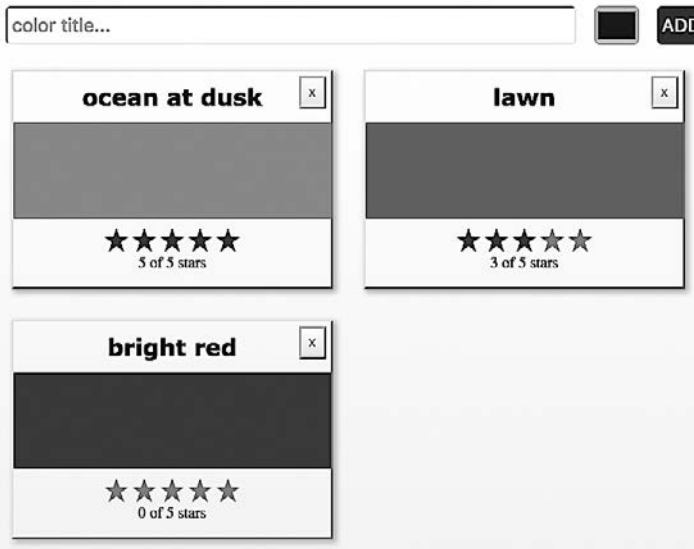 color title... ADD
ocean at dusk x
5 of 5 stars
lawn x
3 of 5 stars
bright red x
0 of 5 stars